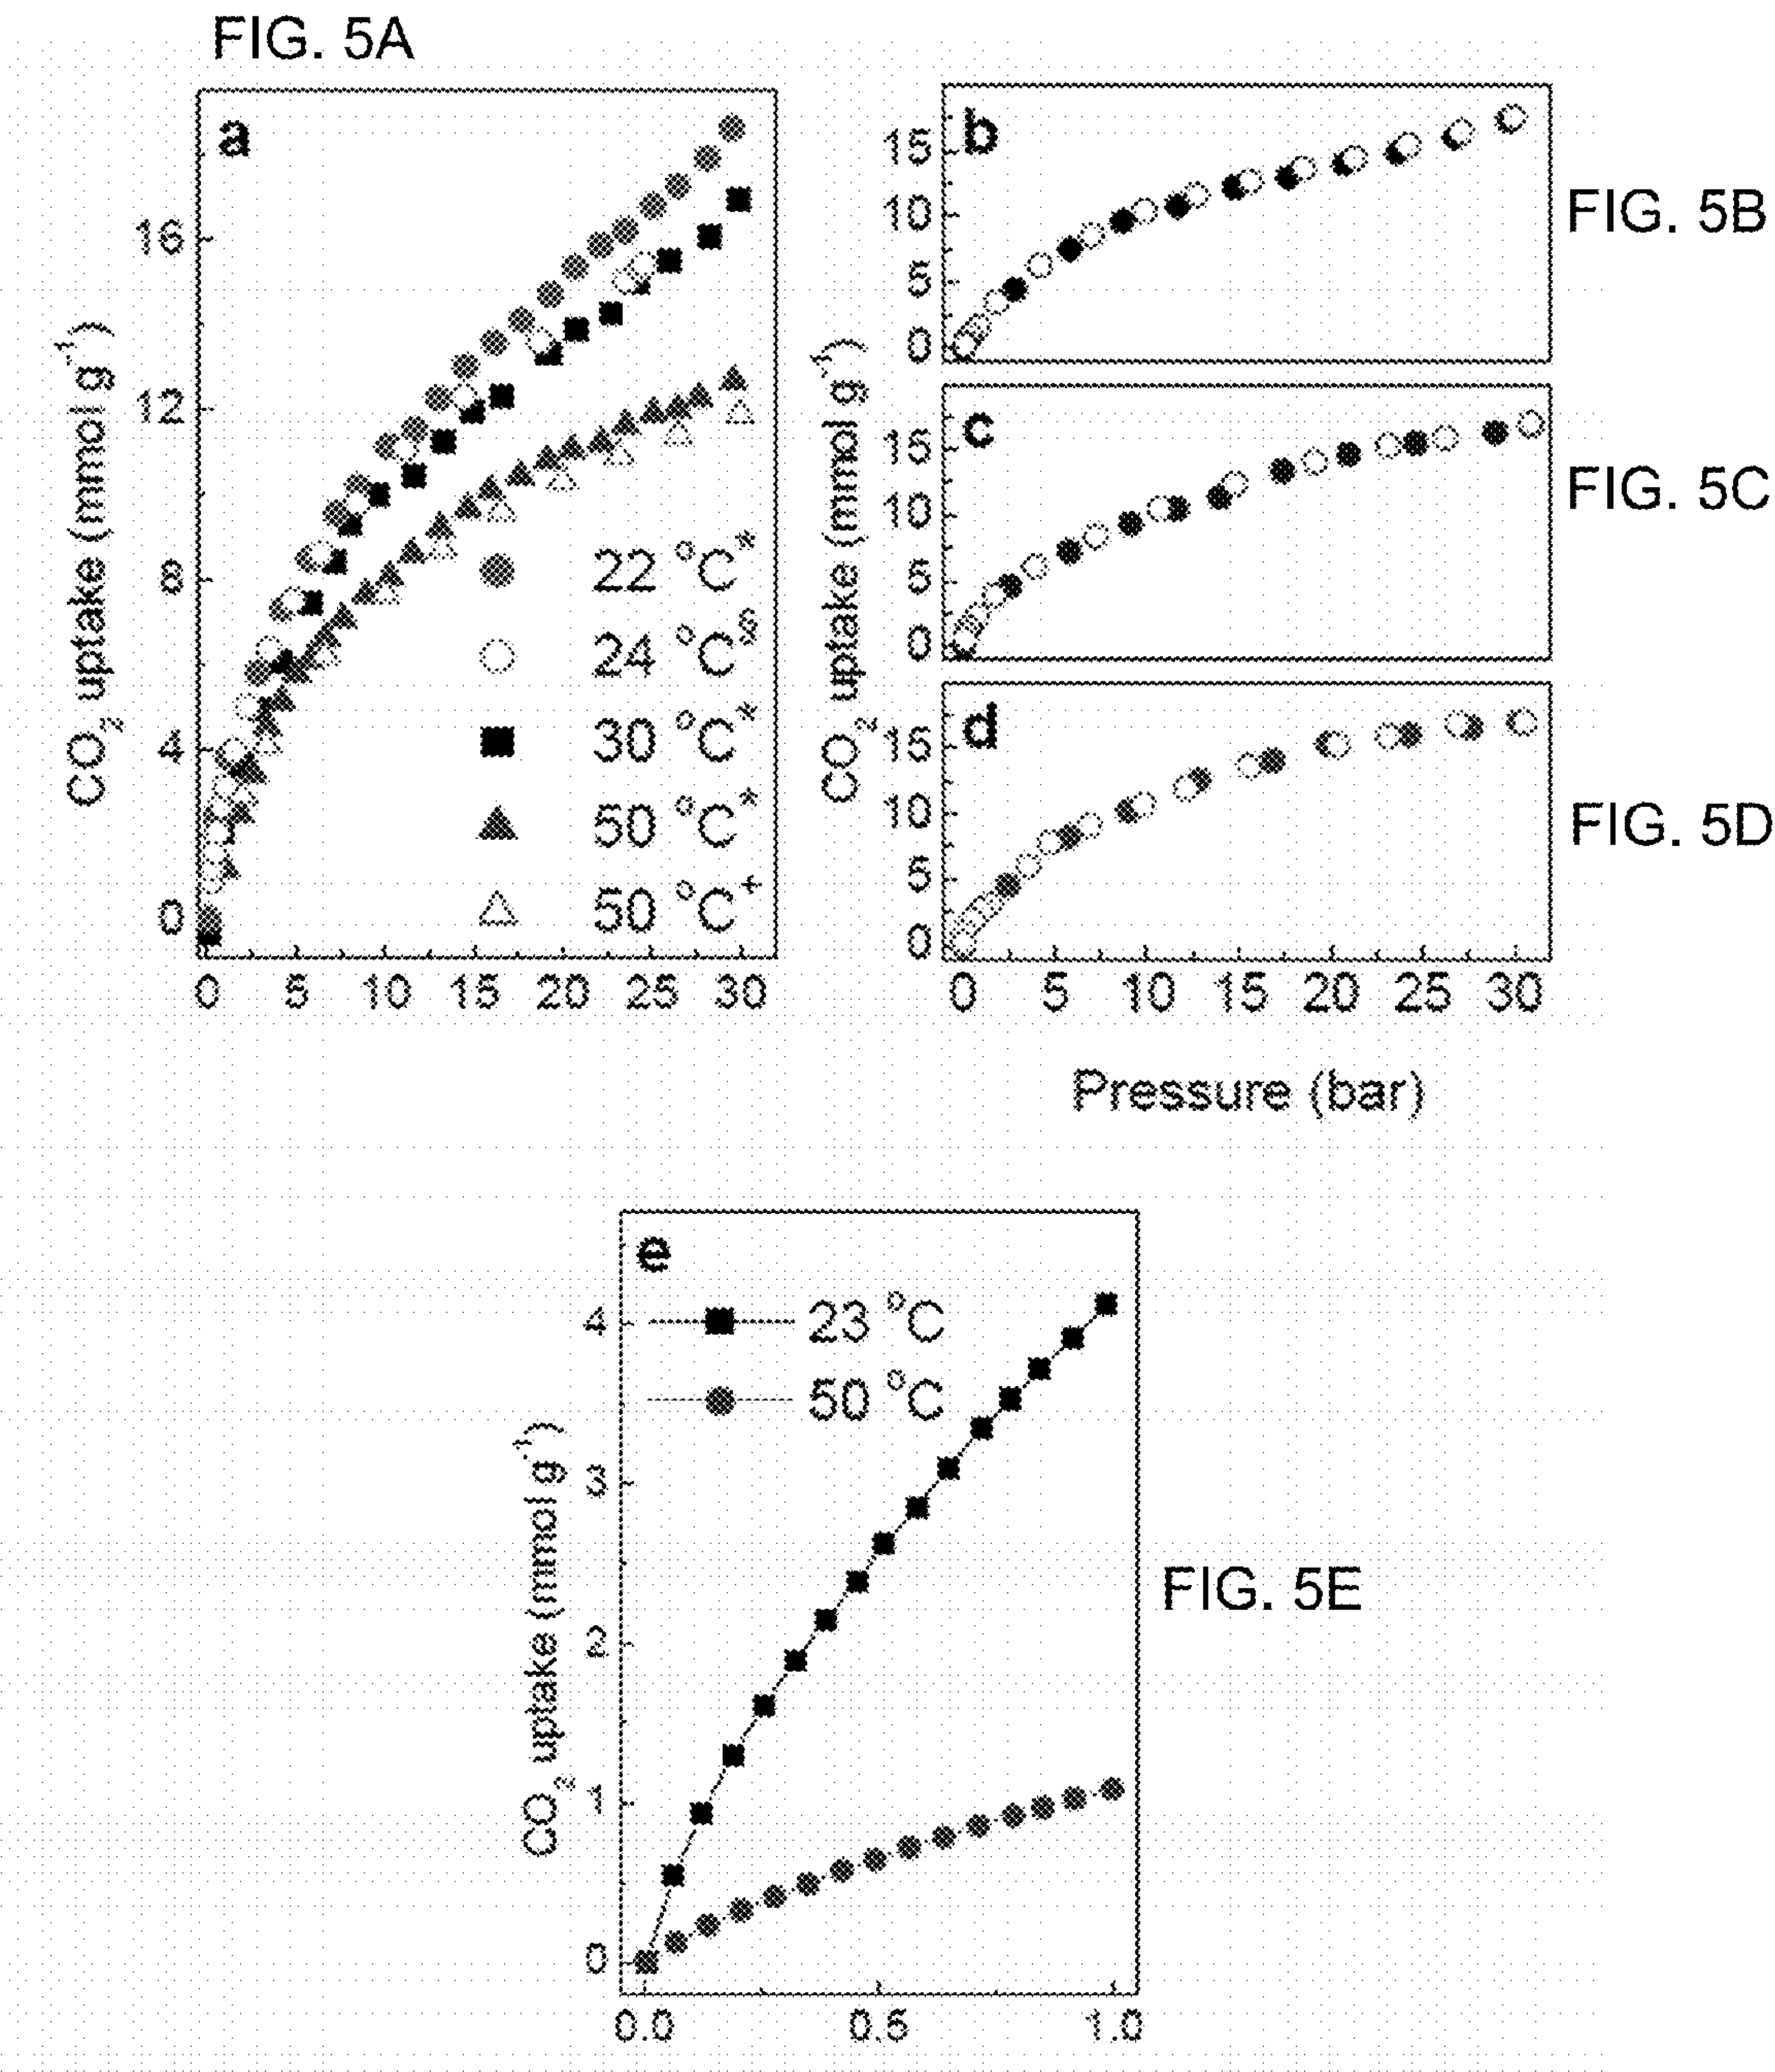 FIG. 5A
a
CO2 uptake (mmol g-1)
16
12
8
4
0
22 °C*
24 °C§
30 °C*
50 °C*
50 °C+
0 5 10 15 20 25 30
b
15
10
5
0
FIG. 5B
CO2 uptake (mmol g-1)
c
15
10
5
0
FIG. 5C
d
15
10
5
0
FIG. 5D
0 5 10 15 20 25 30
Pressure (bar)
e
23 °C
50 °C
CO2 uptake (mmol g-1)
4
3
2
1
0
FIG. 5E
0.0 0.5 1.0